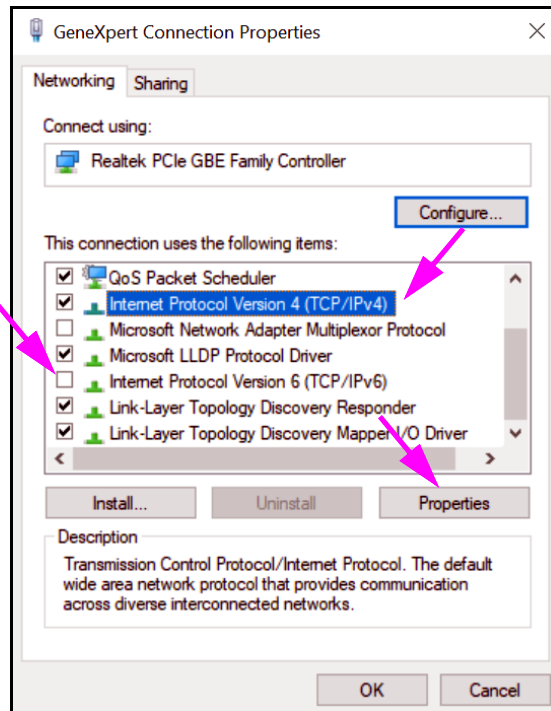 GeneXpert Connection Properties
Networking Sharing
Connect using:
Realtek PCIe GBE Family Controller
Configure...
This connection uses the following items:
QoS Packet Scheduler
Internet Protocol Version 4 (TCP/IPv4)
Microsoft Network Adapter Multiplexor Protocol
Microsoft LLDP Protocol Driver
Internet Protocol Version 6 (TCP/IPv6)
Link-Layer Topology Discovery Responder
Link-Layer Topology Discovery Mapper I/O Driver
Install... Uninstall Properties
Description
Transmission Control Protocol/Internet Protocol. The default
wide area network protocol that provides communication
across diverse interconnected networks.
OK Cancel